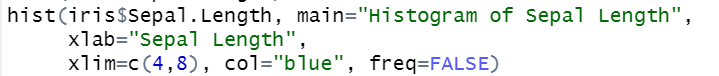 hist(iris$Sepal.Length, main="Histogram of Sepal Length",
     xlab="Sepal Length",
     xlim=c(4,8), col="blue", freq=FALSE)